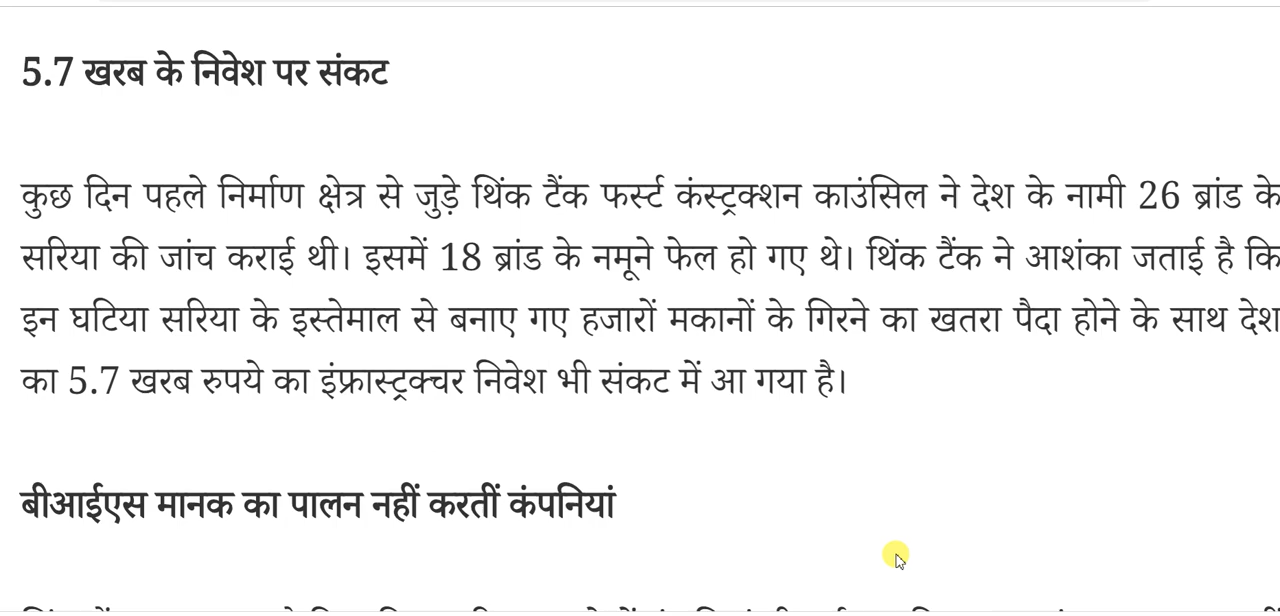 5.7 खरब के निवेश पर संकट
कुछ दिन पहले निर्माण क्षेत्र से जुड़े थिंक टैंक फर्स्ट कंस्ट्रक्शन काउंसिल ने देश के नामी 26 ब्रांड के
सरिया की जांच कराई थी। इसमें 18 ब्रांड के नमूने फेल हो गए थे। थिंक टैंक ने आशंका जताई है कि
इन घटिया सरिया के इस्तेमाल से बनाए गए हजारों मकानों के गिरने का खतरा पैदा होने के साथ देश
का 5.7 खरब रुपये का इंफ्रास्ट्रक्चर निवेश भी संकट में आ गया है।
बीआईएस मानक का पालन नहीं करतीं कंपनियां